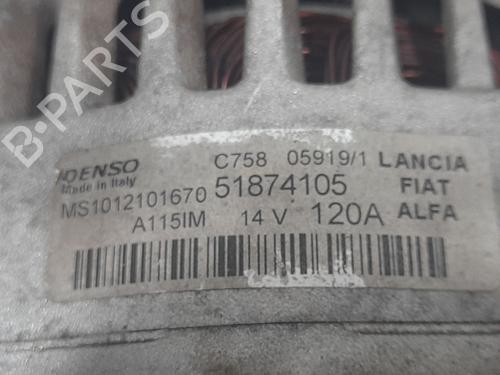 B-PARTS
DENSO C758 05919/1 LANCIA
Made in Italy
MS1012101670 51874105 FIAT
A115IM 14 V 120A ALFA